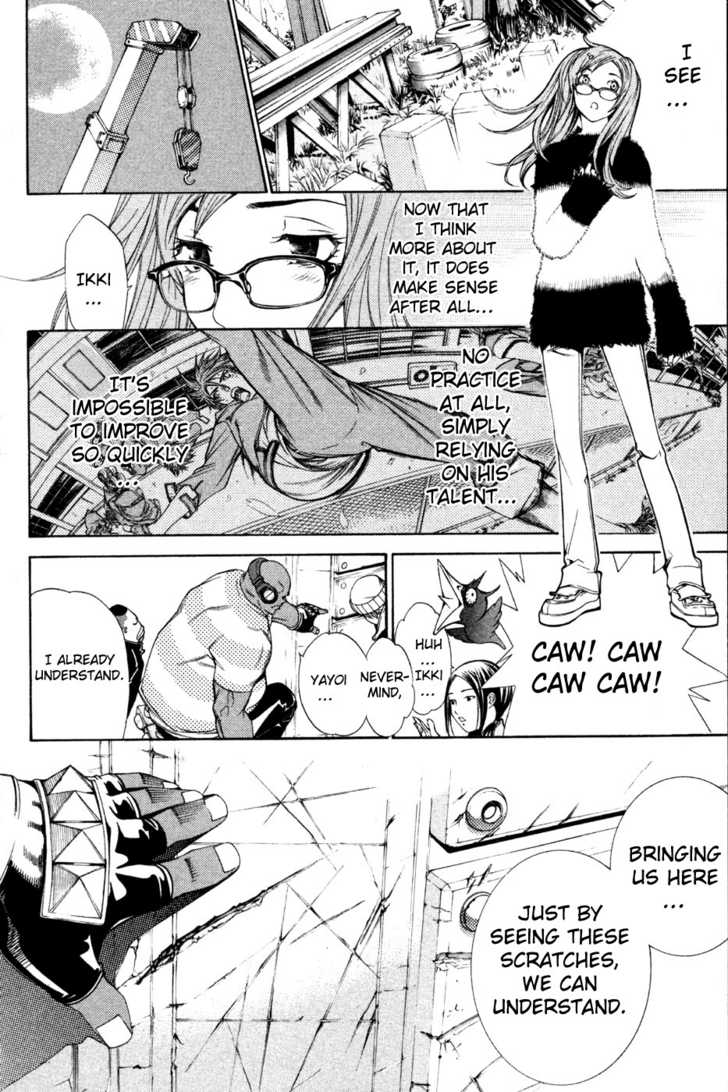 I
SEE
...
NOW THAT
I THINK
MORE ABOUT
IT, IT DOES
MAKE SENSE
AFTER ALL...
IKKI
...
NO
PRACTICE
AT ALL,
SIMPLY
RELYING
ON HIS
TALENT...
IT'S
IMPOSSIBLE
TO IMPROVE
SO QUICKLY
...
CAW! CAW
CAW CAW!
HUH
...
IKKI
...
NEVER-
MIND,
YAYOI
...
I ALREADY
UNDERSTAND.
BRINGING
US HERE
...
JUST BY
SEEING THESE
SCRATCHES,
WE CAN
UNDERSTAND.